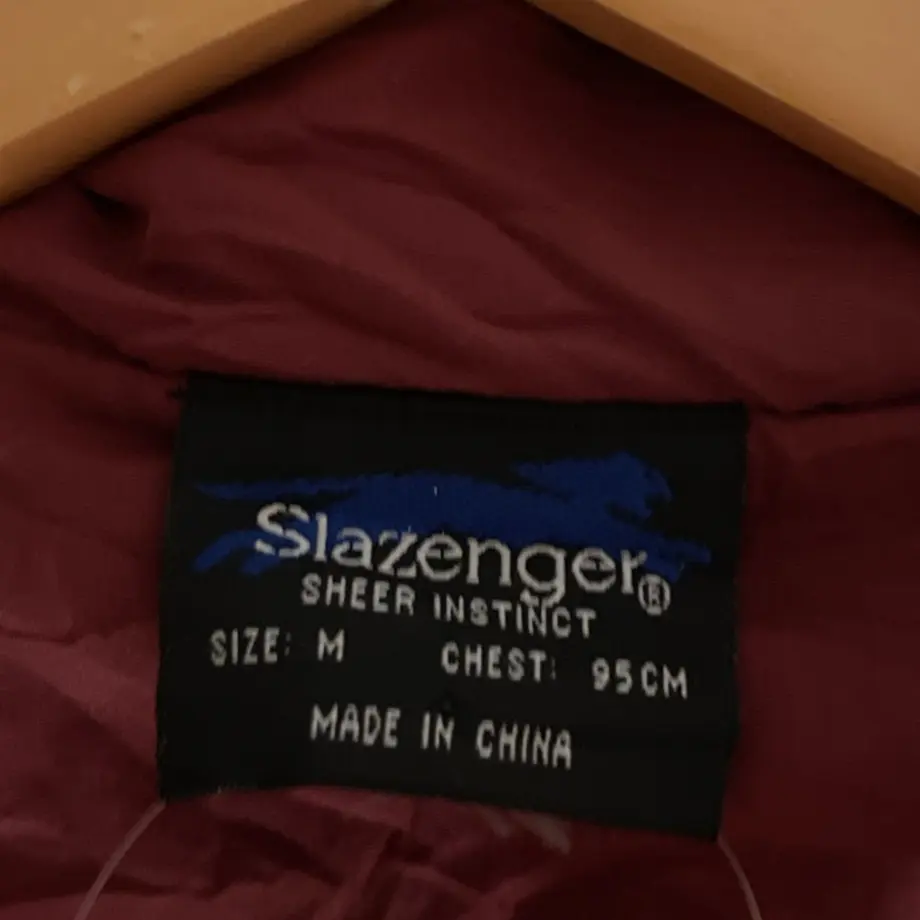 Slazenger®
SHEER INSTINCT
SIZE: M CHEST: 95CM
MADE IN CHINA